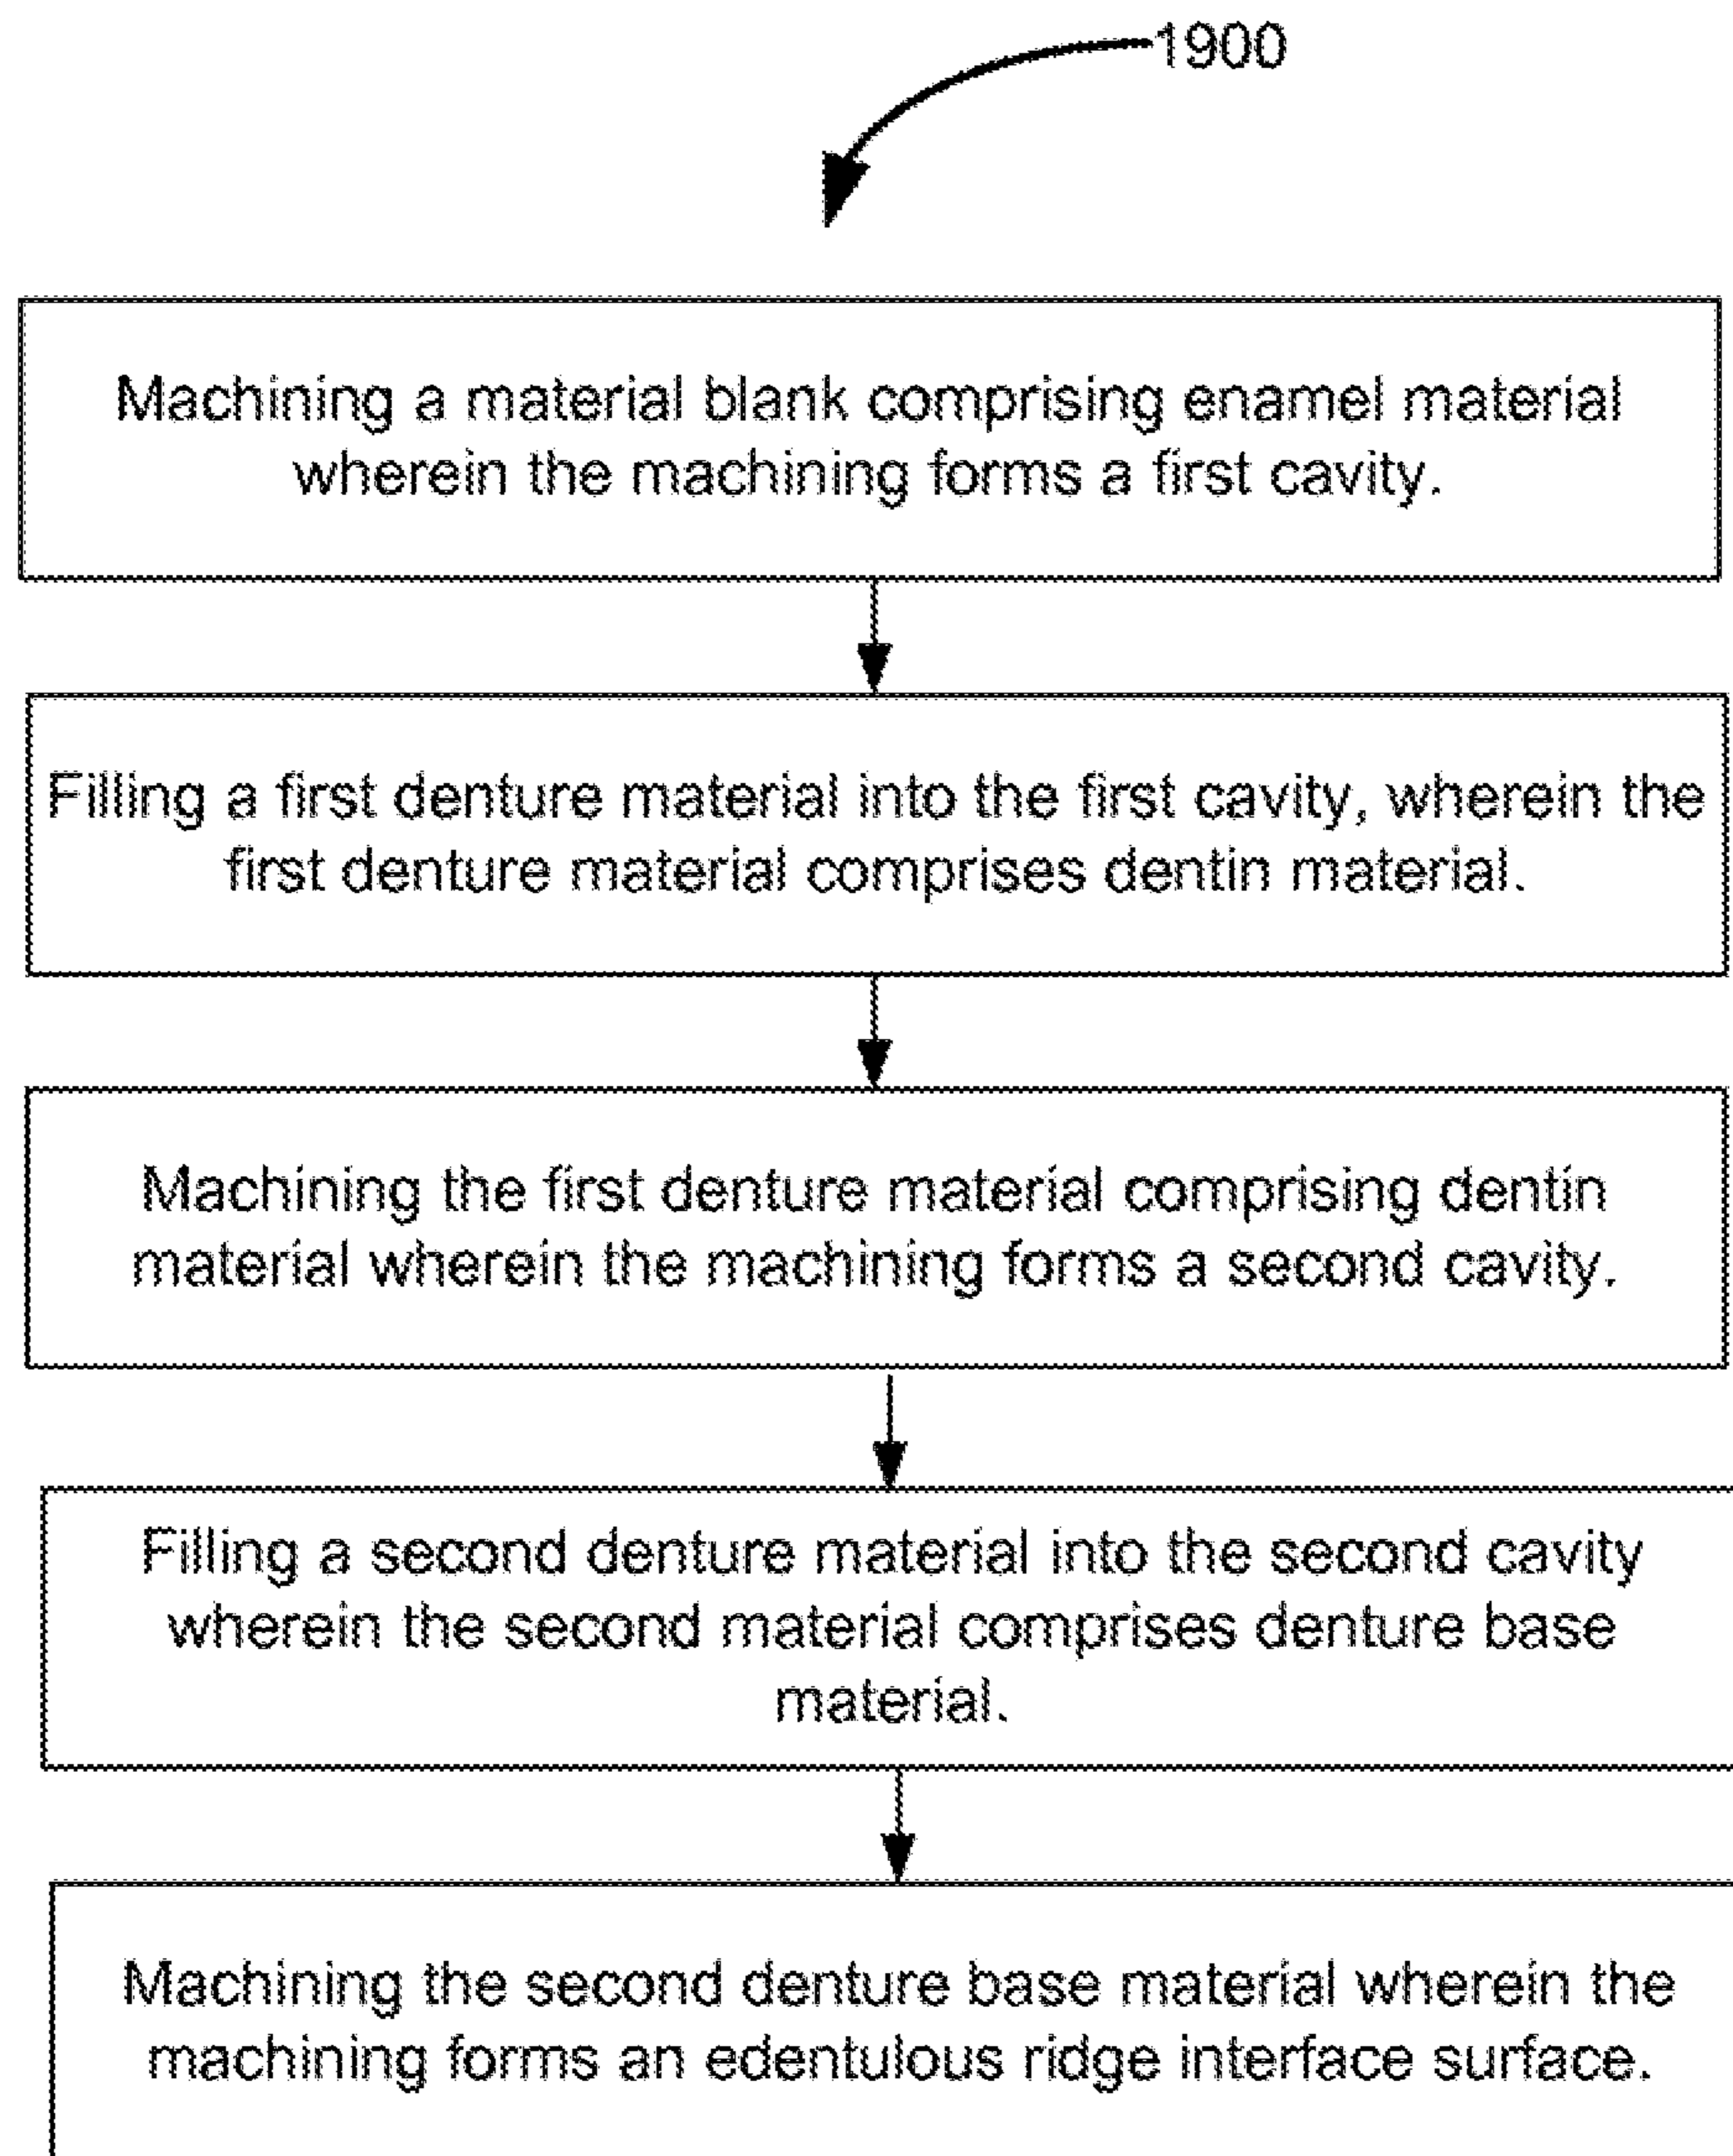 1900
Machining a material blank comprising enamel material
wherein the machining forms a first cavity.
Filling a first denture material into the first cavity, wherein the
first denture material comprises dentin material.
Machining the first denture material comprising dentin
material wherein the machining forms a second cavity.
Filling a second denture material into the second cavity
wherein the second material comprises denture base
material.
Machining the second denture base material wherein the
machining forms an edentulous ridge interface surface.